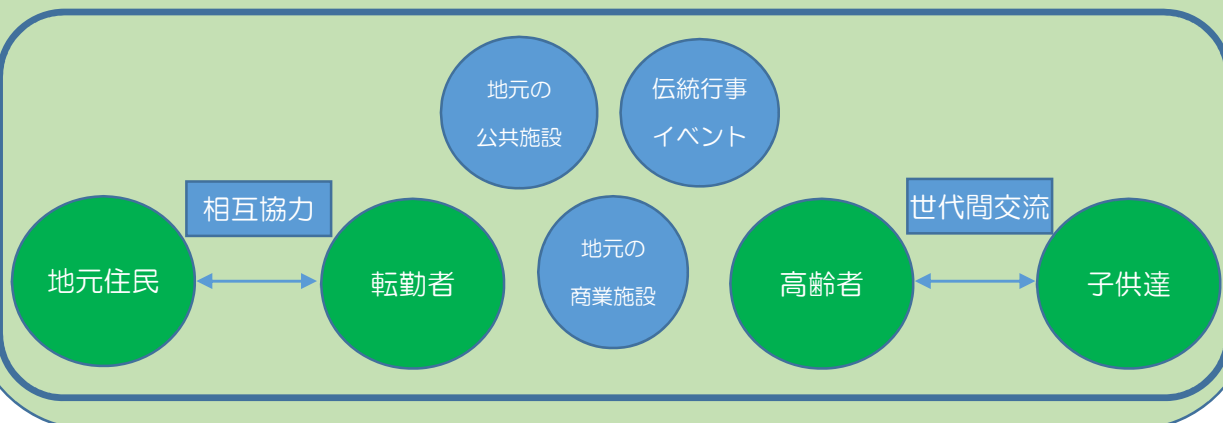 地元の
公共施設
伝統行事
イベント
相互協力
世代間交流
地元住民
転勤者
地元の
商業施設
高齢者
子供達